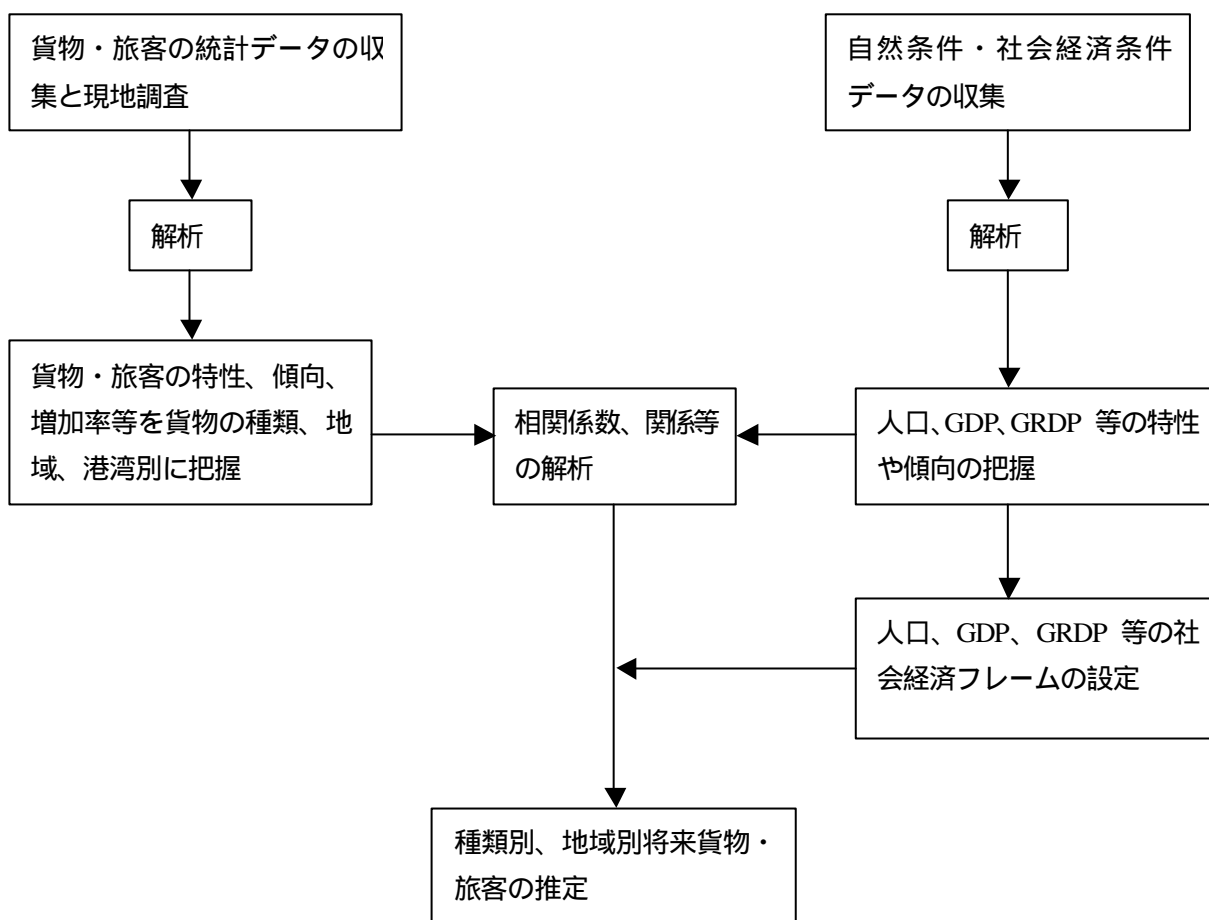 貨物・旅客の統計データの収
集と現地調査
自然条件・社会経済条件
データの収集
解析
解析
貨物・旅客の特性、傾向、
増加率等を貨物の種類、地
域、港湾別に把握
相関係数、関係等
の解析
人口、GDP、GRDP 等の特性
や傾向の把握
人口、GDP、GRDP 等の社
会経済フレームの設定
種類別、地域別将来貨物・
旅客の推定